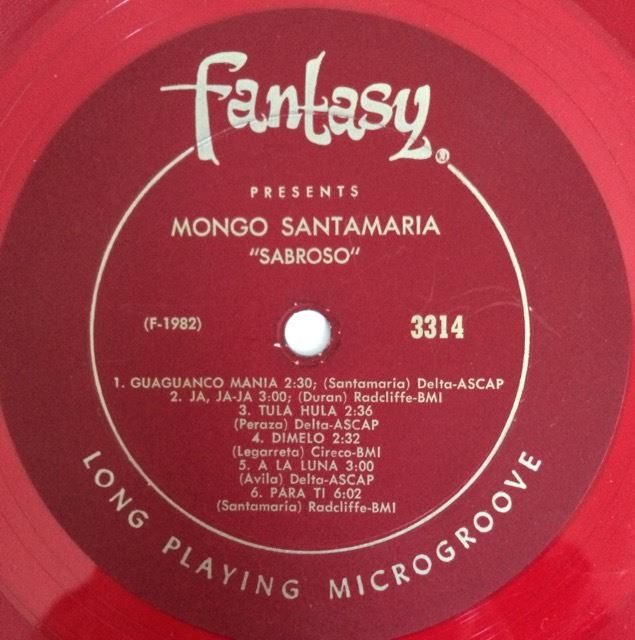 fantasy®
PRESENTS
MONGO SANTAMARIA
"SABROSO"
(F-1982)
3314
1. GUAGUANCO MANIA 2:30; (Santamaria) Delta-ASCAP
2. JA, JA-JA 3:00; (Duran) Radcliffe-BMI
3. TULA HULA 2:36
(Peraza) Delta-ASCAP
4. DIMELO 2:32
(Legarreta) Cireco-BMI
5. A LA LUNA 3:00
(Avila) Delta-ASCAP
6. PARA TI 6:02
(Santamaria) Radcliffe-BMI
LONG PLAYING MICROGROOVE